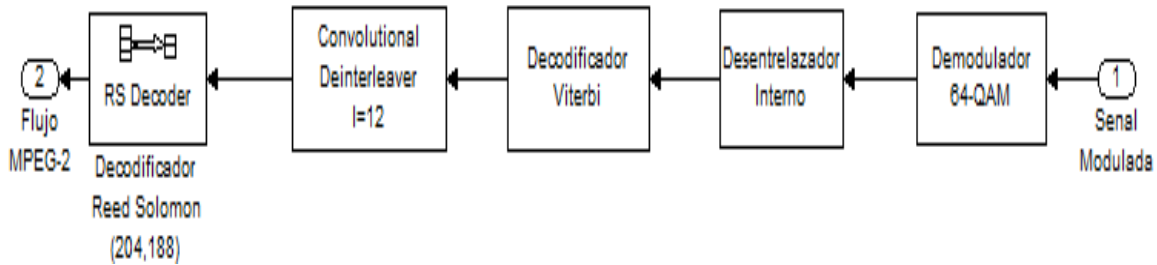 2
Flujo
MPEG-2
RS Decoder
Decodificador
Reed Solomon
(204,188)
Convolutional
Deinterleaver
I=12
Decodificador
Viterbi
Desentrelazador
Interno
Demodulador
64-QAM
1
Senal
Modulada